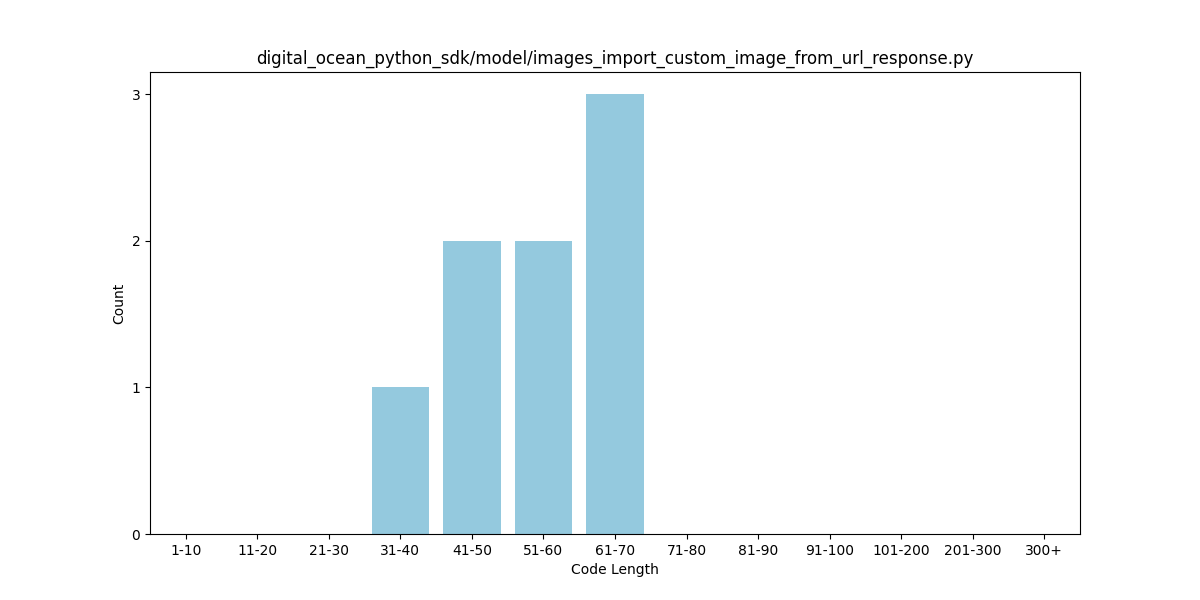 digital_ocean_python_sdk/model/images_import_custom_image_from_url_response.py
3
2
1
0
Count
1-10 11-20 21-30 31-40 41-50 51-60 61-70 71-80 81-90 91-100 101-200 201-300 300+
Code Length